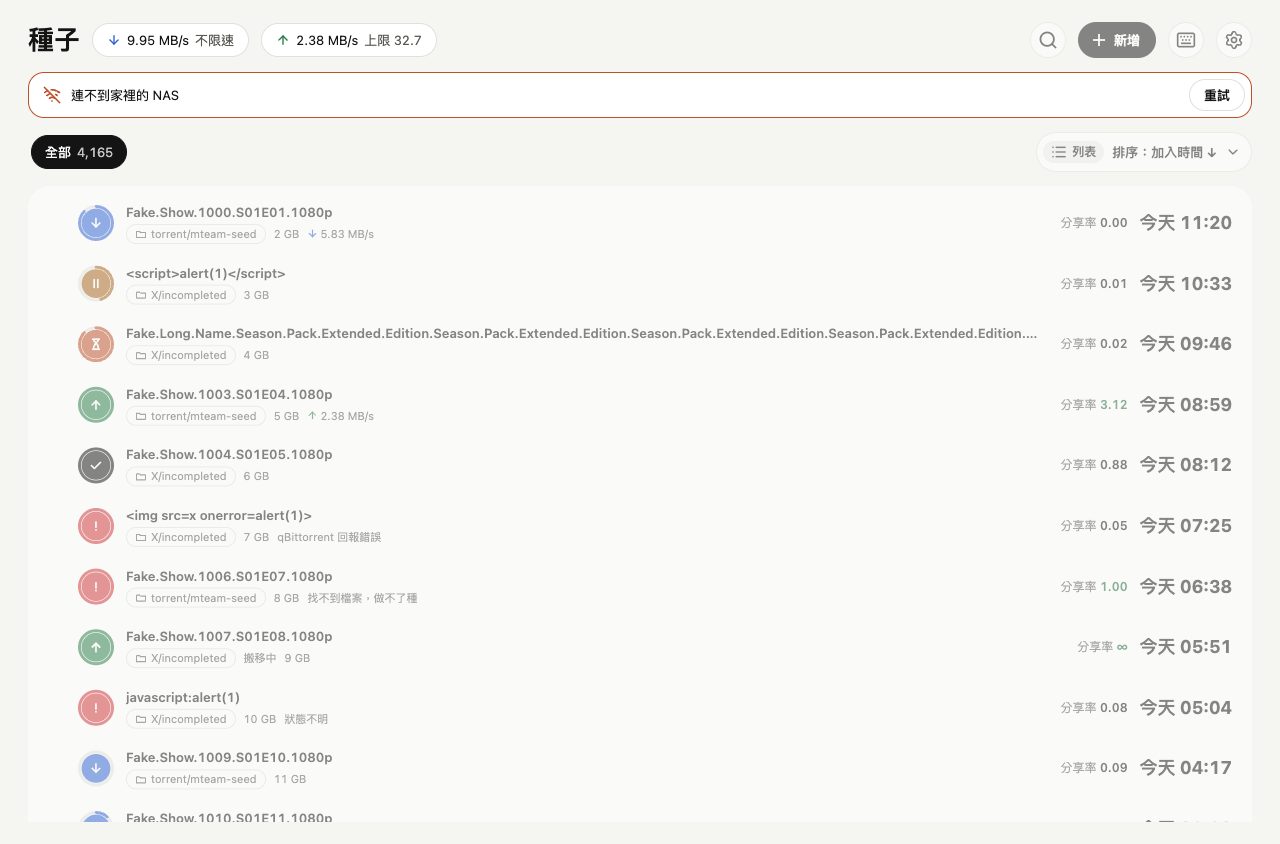 種子 9.95 MB/s 不限速 2.38 MB/s 上限 32.7 新增
連不到家裡的 NAS 重試
全部 4,165 列表 排序：加入時間
Fake.Show.1000.S01E01.1080p
torrent/mteam-seed 2 GB 5.83 MB/s
分享率 0.00 今天 11:20
<script>alert(1)</script>
X/incompleted 3 GB
分享率 0.01 今天 10:33
Fake.Long.Name.Season.Pack.Extended.Edition.Season.Pack.Extended.Edition.Season.Pack.Extended.Edition.Season.Pack.Extended.Edition....
X/incompleted 4 GB
分享率 0.02 今天 09:46
Fake.Show.1003.S01E04.1080p
torrent/mteam-seed 5 GB 2.38 MB/s
分享率 3.12 今天 08:59
Fake.Show.1004.S01E05.1080p
X/incompleted 6 GB
分享率 0.88 今天 08:12
<img src=x onerror=alert(1)>
X/incompleted 7 GB qBittorrent 回報錯誤
分享率 0.05 今天 07:25
Fake.Show.1006.S01E07.1080p
torrent/mteam-seed 8 GB 找不到檔案，做不了種
分享率 1.00 今天 06:38
Fake.Show.1007.S01E08.1080p
X/incompleted 搬移中 9 GB
分享率 ∞ 今天 05:51
javascript:alert(1)
X/incompleted 10 GB 狀態不明
分享率 0.08 今天 05:04
Fake.Show.1009.S01E10.1080p
torrent/mteam-seed 11 GB
分享率 0.09 今天 04:17
Fake.Show.1010.S01E11.1080p